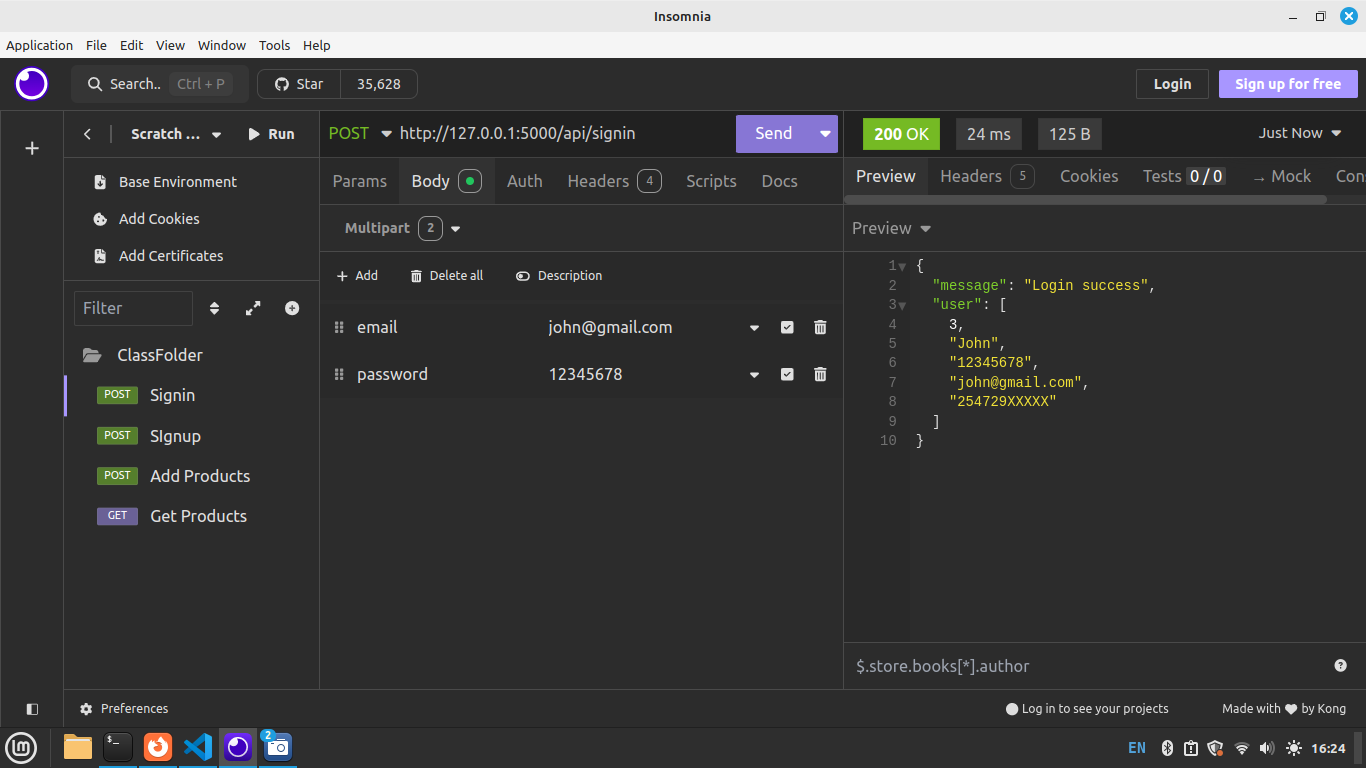 Insomnia
Application File Edit View Window Tools Help
Search.. Ctrl + P Star 35,628 Login Sign up for free
Scratch ... Run
Base Environment
Add Cookies
Add Certificates
Filter
ClassFolder
POST Signin
POST SIgnup
POST Add Products
GET Get Products
POST http://127.0.0.1:5000/api/signin Send
Params Body Auth Headers 4 Scripts Docs
Multipart 2
Add Delete all Description
email john@gmail.com
password 12345678
200 OK 24 ms 125 B Just Now
Preview Headers 5 Cookies Tests 0 / 0 → Mock Con
Preview
1 {
2 "message": "Login success",
3 "user": [
4 3,
5 "John",
6 "12345678",
7 "john@gmail.com",
8 "254729XXXXX"
9 ]
10 }
$.store.books[*].author ?
Preferences Log in to see your projects Made with ♥ by Kong
$_ 2 EN 16:24